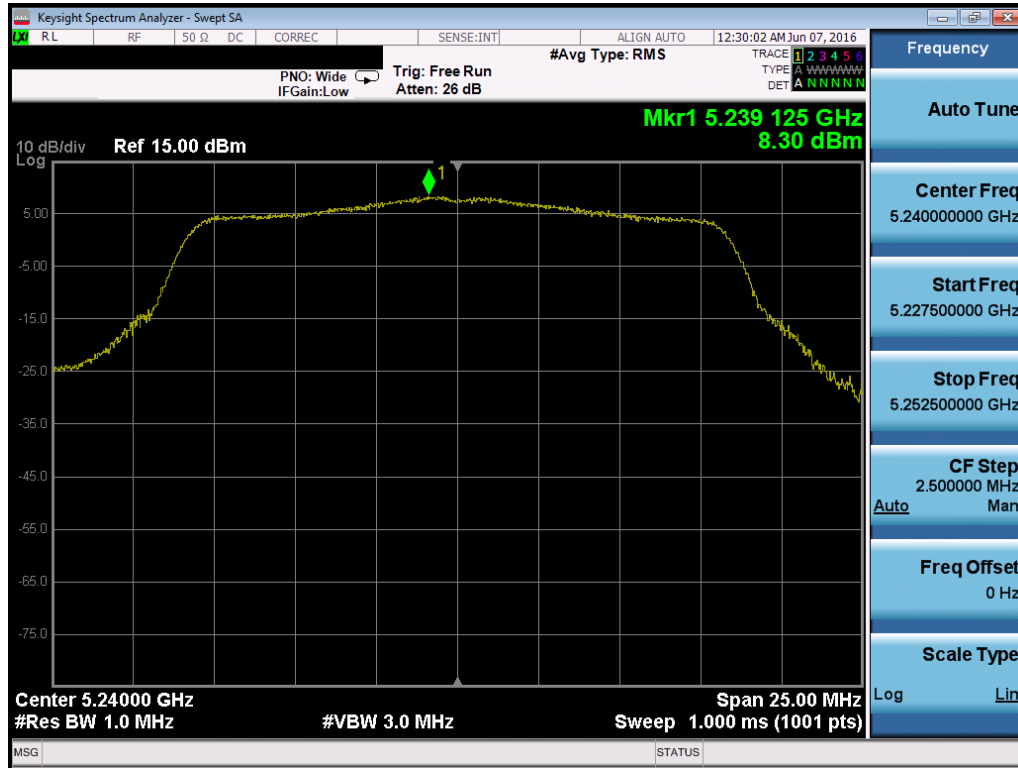 Keysight Spectrum Analyzer - Swept SA
LXI RL RF 50 Ω DC CORREC SENSE:INT ALIGN AUTO 12:30:02 AM Jun 07, 2016
#Avg Type: RMS
TRACE 1 2 3 4 5 6
TYPE A WWWWW
DET A N N N N N
PNO: Wide
IFGain:Low
Trig: Free Run
Atten: 26 dB
Mkr1 5.239 125 GHz
8.30 dBm
10 dB/div Ref 15.00 dBm
Log
1
5.00
-5.00
-15.0
-25.0
-35.0
-45.0
-55.0
-65.0
-75.0
Center 5.24000 GHz Span 25.00 MHz
#Res BW 1.0 MHz #VBW 3.0 MHz Sweep 1.000 ms (1001 pts)
MSG STATUS
Frequency
Auto Tune
Center Freq
5.240000000 GHz
Start Freq
5.227500000 GHz
Stop Freq
5.252500000 GHz
CF Step
2.500000 MHz
Auto Man
Freq Offset
0 Hz
Scale Type
Log Lin